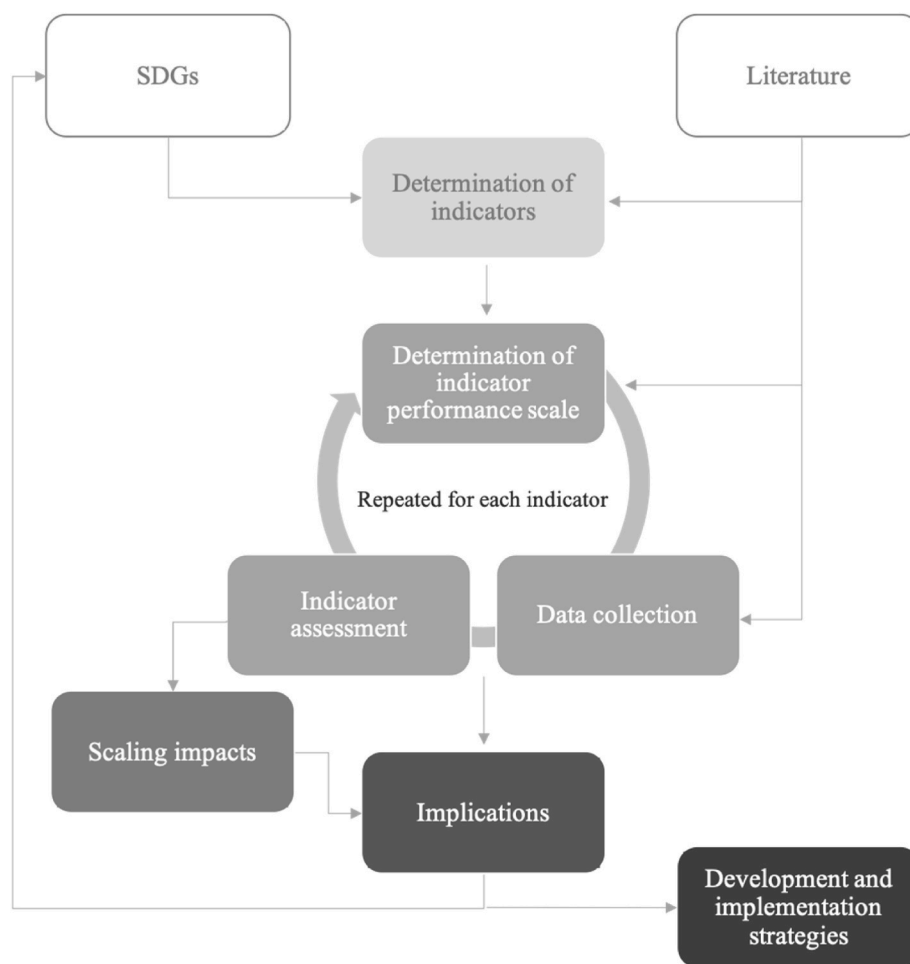 SDGs
Literature
Determination of
indicators
Determination of
indicator
performance scale
Repeated for each indicator
Indicator
assessment
Data collection
Scaling impacts
Implications
Development and
implementation
strategies